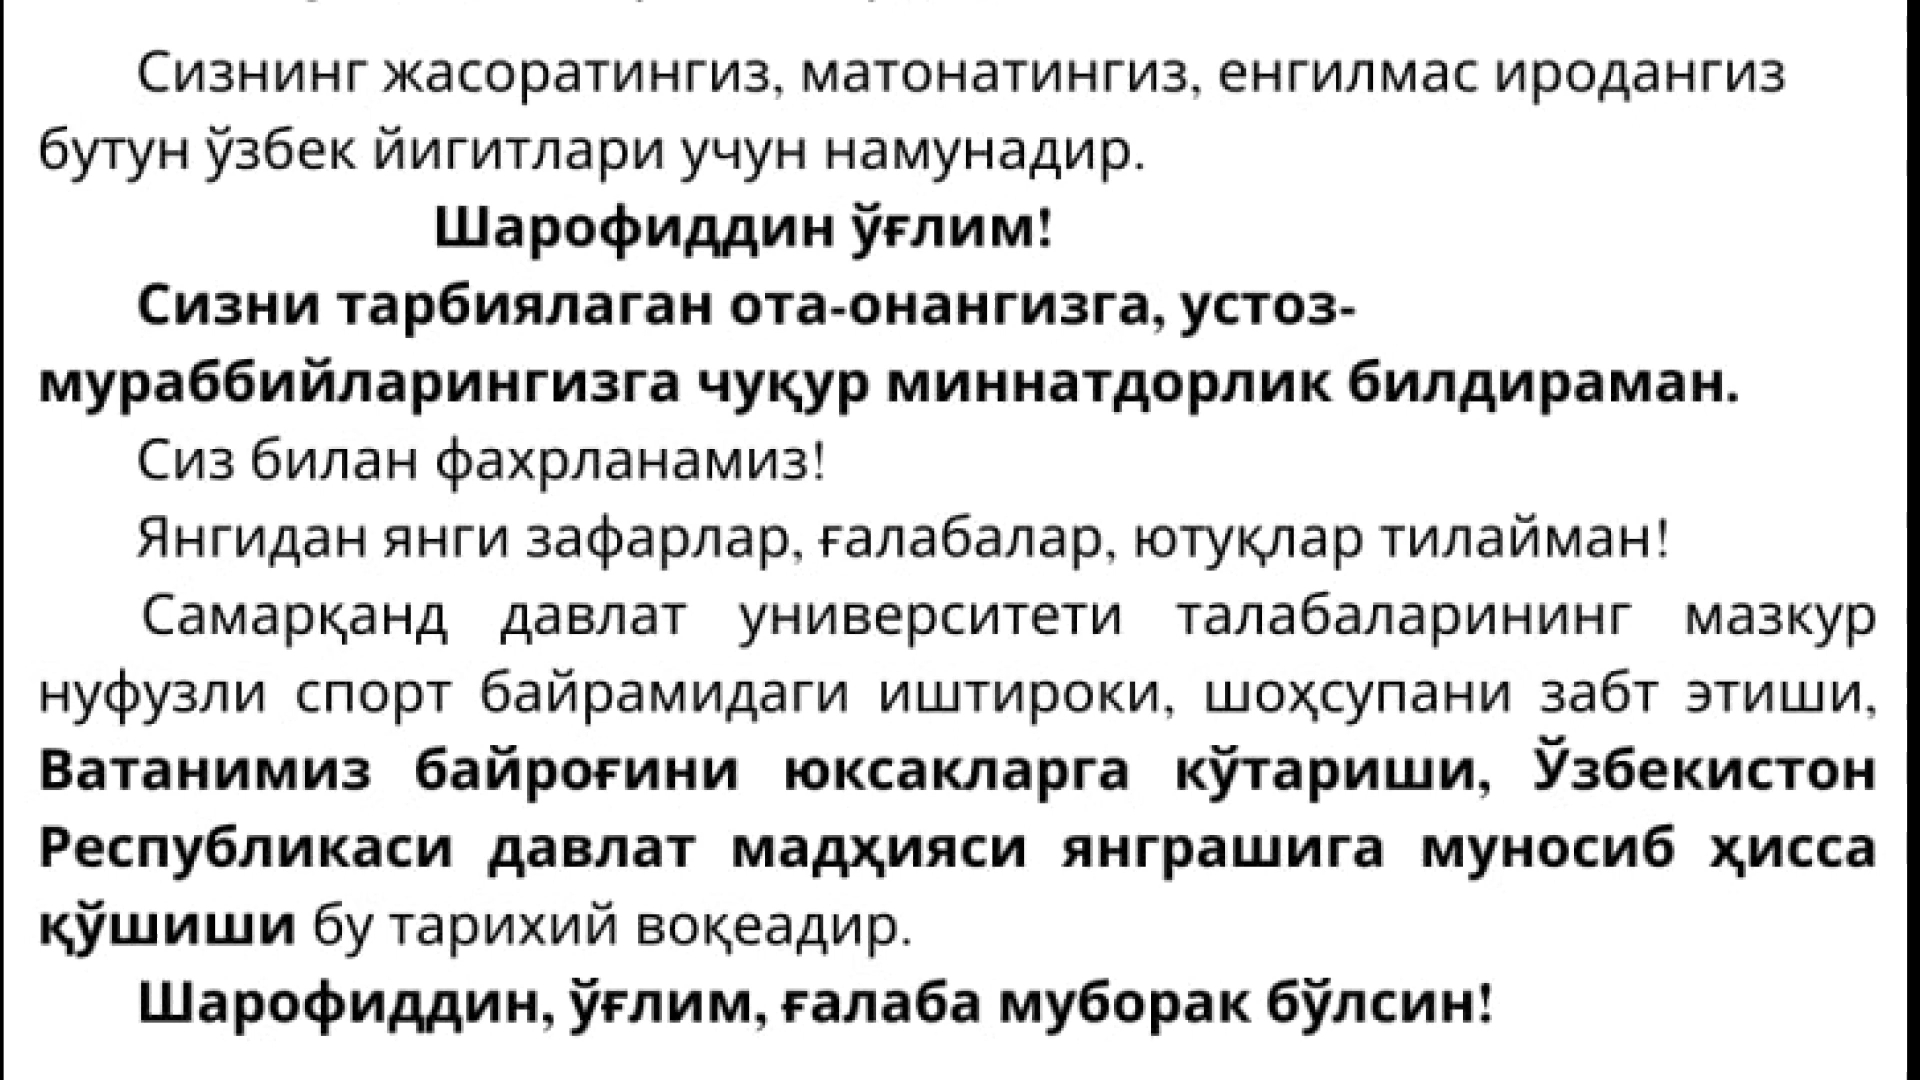 Сизнинг жасоратингиз, матонатингиз, енгилмас иродангиз
бутун ўзбек йигитлари учун намунадир.
Шарофиддин ўғлим!
Сизни тарбиялаган ота-онангизга, устоз-
мураббийларингизга чуқур миннатдорлик билдираман.
Сиз билан фахрланамиз!
Янгидан янги зафарлар, ғалабалар, ютуқлар тилайман!
Самарқанд давлат университети талабаларининг мазкур
нуфузли спорт байрамидаги иштироки, шоҳсупани забт этиши,
Ватанимиз байроғини юксакларга кўтариши, Ўзбекистон
Республикаси давлат мадҳияси янграшига муносиб ҳисса
қўшиши бу тарихий воқеадир.
Шарофиддин, ўғлим, ғалаба муборак бўлсин!